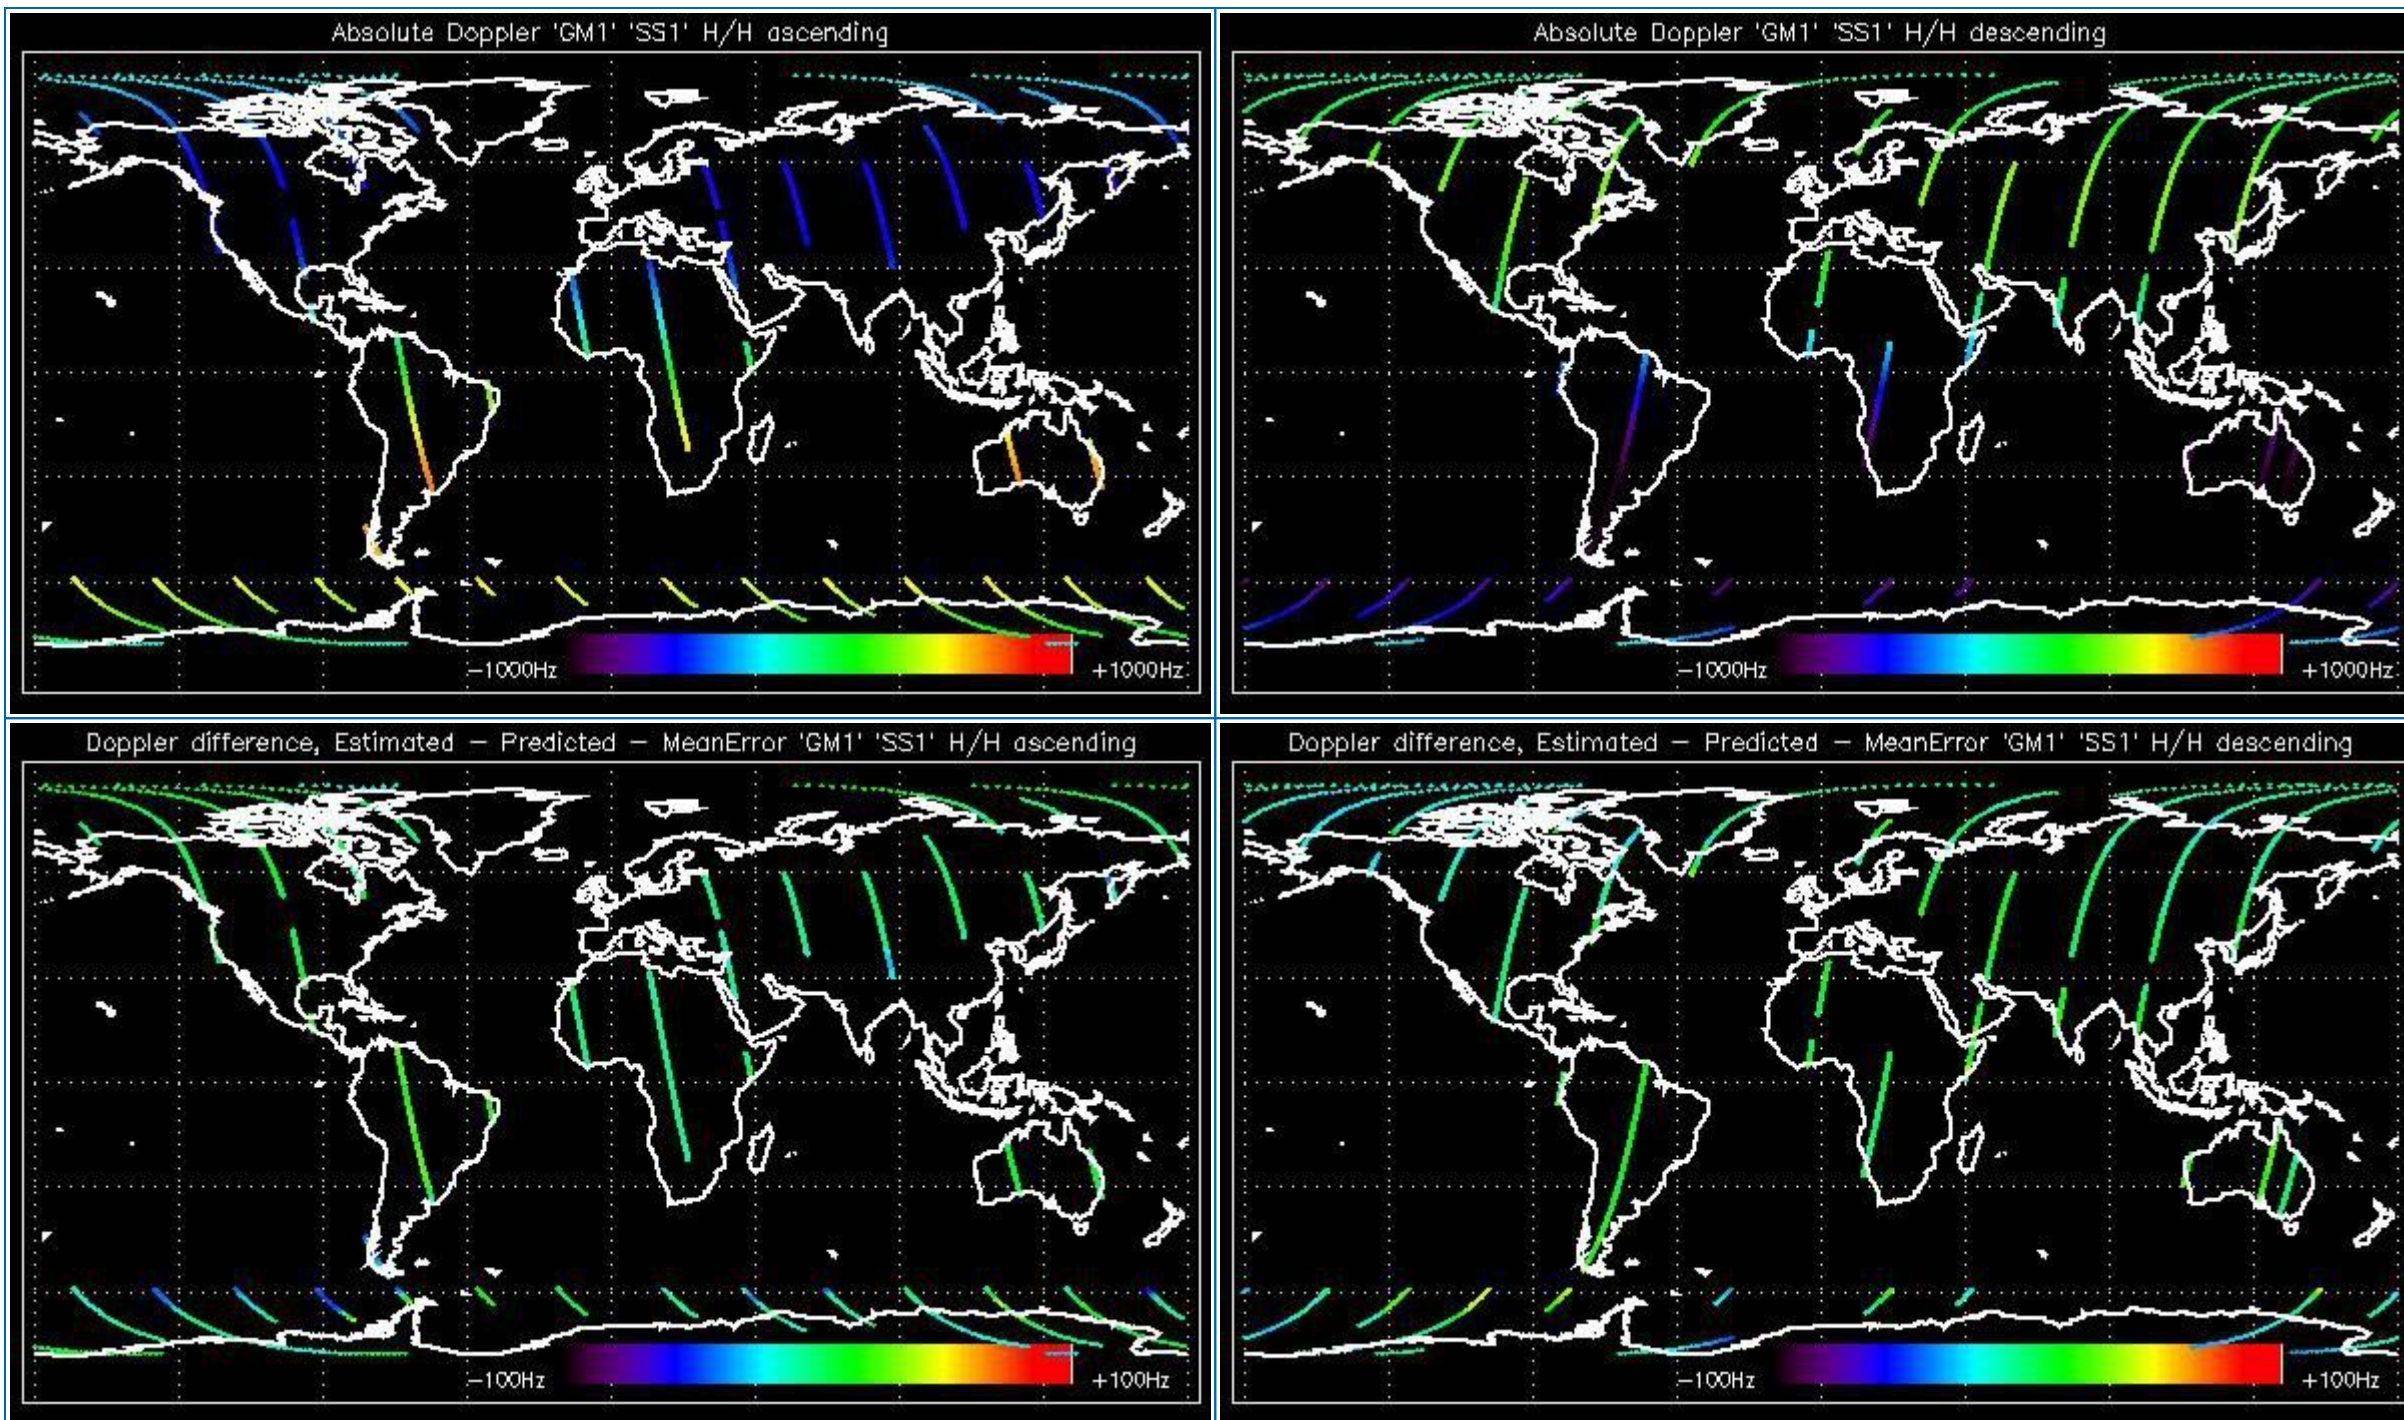 Absolute Doppler 'GM1' 'SS1' H/H ascending
-1000Hz
+1000Hz
Absolute Doppler 'GM1' 'SS1' H/H descending
-1000Hz
+1000Hz
Doppler difference, Estimated - Predicted - MeanError 'GM1' 'SS1' H/H ascending
-100Hz
+100Hz
Doppler difference, Estimated - Predicted - MeanError 'GM1' 'SS1' H/H descending
-100Hz
+100Hz